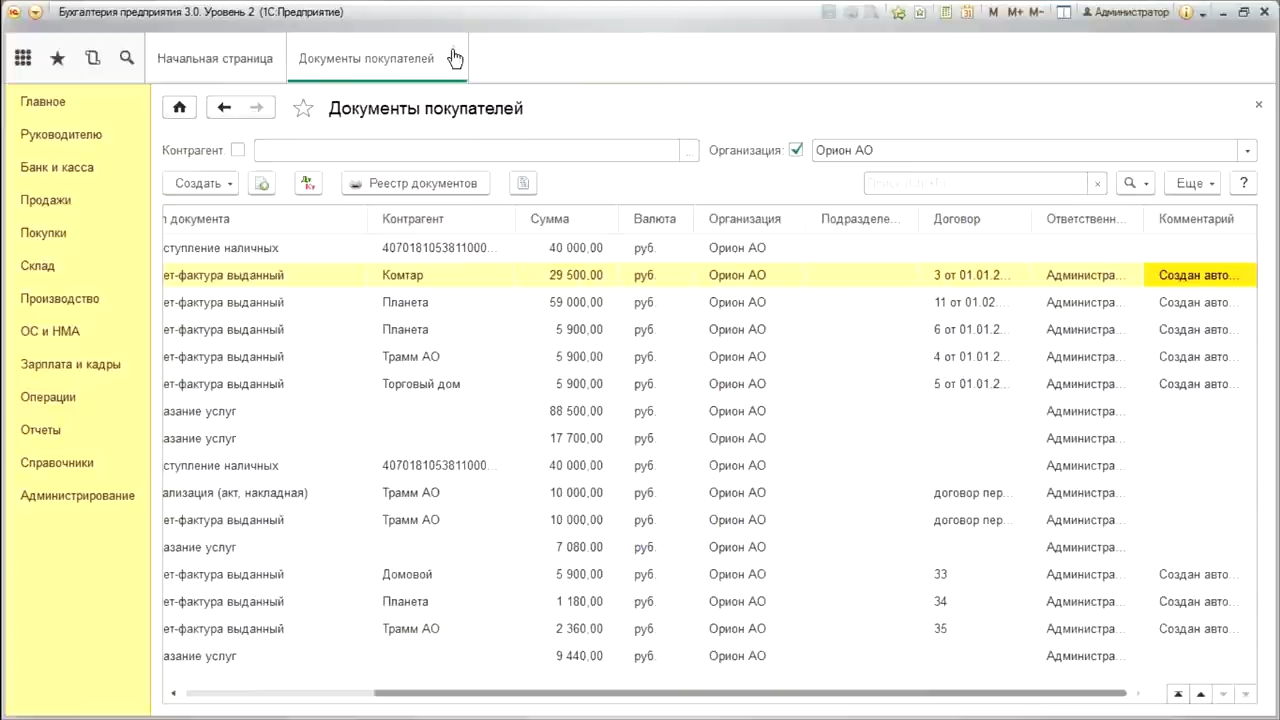 Бухгалтерия предприятия 3.0. Уровень 2 (1С:Предприятие)
M M+ M- Администратор
Начальная страница
Документы покупателей
Главное
Руководителю
Банк и касса
Продажи
Покупки
Склад
Производство
ОС и НМА
Зарплата и кадры
Операции
Отчеты
Справочники
Администрирование
Документы покупателей
Контрагент. Организация: Орион АО
Создать Дт Кт Реестр документов Еще ?
п документа Контрагент Сумма Валюта Организация Подразделе... Договор Ответственн... Комментарий
ступление наличных 4070181053811000... 40 000,00 руб. Орион АО
ет-фактура выданный Комтар 29 500,00 руб. Орион АО 3 от 01.01.2... Администра... Создан авто...
ет-фактура выданный Планета 59 000,00 руб. Орион АО 11 от 01.02... Администра... Создан авто...
ет-фактура выданный Планета 5 900,00 руб. Орион АО 6 от 01.01.2... Администра... Создан авто...
ет-фактура выданный Трамм АО 5 900,00 руб. Орион АО 4 от 01.01.2... Администра... Создан авто...
ет-фактура выданный Торговый дом 5 900,00 руб. Орион АО 5 от 01.01.2... Администра... Создан авто...
азание услуг 88 500,00 руб. Орион АО Администра...
азание услуг 17 700,00 руб. Орион АО Администра...
ступление наличных 4070181053811000... 40 000,00 руб. Орион АО Администра...
ализация (акт, накладная) Трамм АО 10 000,00 руб. Орион АО договор пер... Администра...
ет-фактура выданный Трамм АО 10 000,00 руб. Орион АО договор пер... Администра...
азание услуг 7 080,00 руб. Орион АО Администра...
ет-фактура выданный Домовой 5 900,00 руб. Орион АО 33 Администра... Создан авто...
ет-фактура выданный Планета 1 180,00 руб. Орион АО 34 Администра... Создан авто...
ет-фактура выданный Трамм АО 2 360,00 руб. Орион АО 35 Администра... Создан авто...
азание услуг 9 440,00 руб. Орион АО Администра...